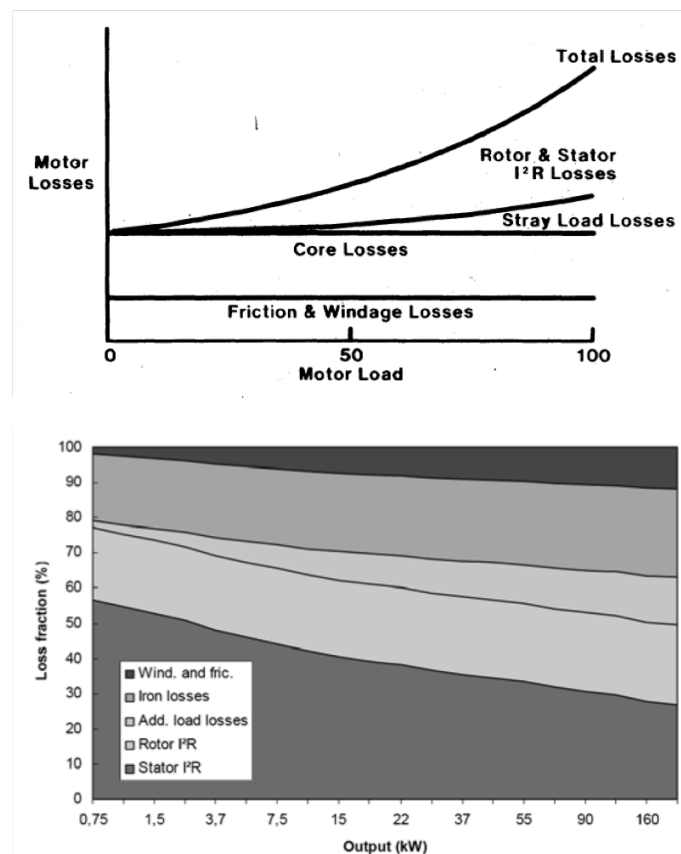 Total Losses
Motor
Losses
Rotor & Stator
I²R Losses
Stray Load Losses
Core Losses
Friction & Windage Losses
0
50
100
Motor Load
100
90
80
70
60
50
40
30
20
10
0
Loss fraction (%)
Wind. and fric.
Iron losses
Add. load losses
Rotor I²R
Stator I²R
0,75
1,5
3,7
7,5
15
22
37
55
90
160
Output (kW)